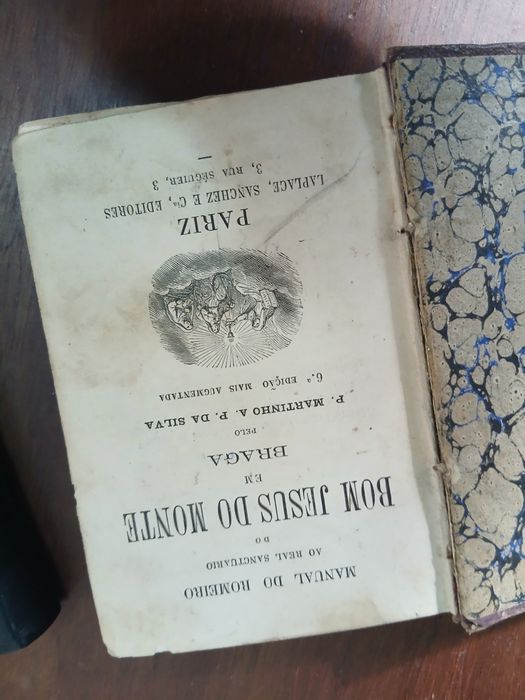 MANUAL DO ROMEIRO
AO REAL SANCTUARIO
DO
BOM JESUS DO MONTE
EM
BRAGA
PELO
P. MARTINHO A. P. DA SILVA
6.ª EDIÇÃO MAIS AUGMENTADA
PARIZ
LAPLACE, SANCHEZ E Cia, EDITORES
3, RUA SÉGUIER, 3